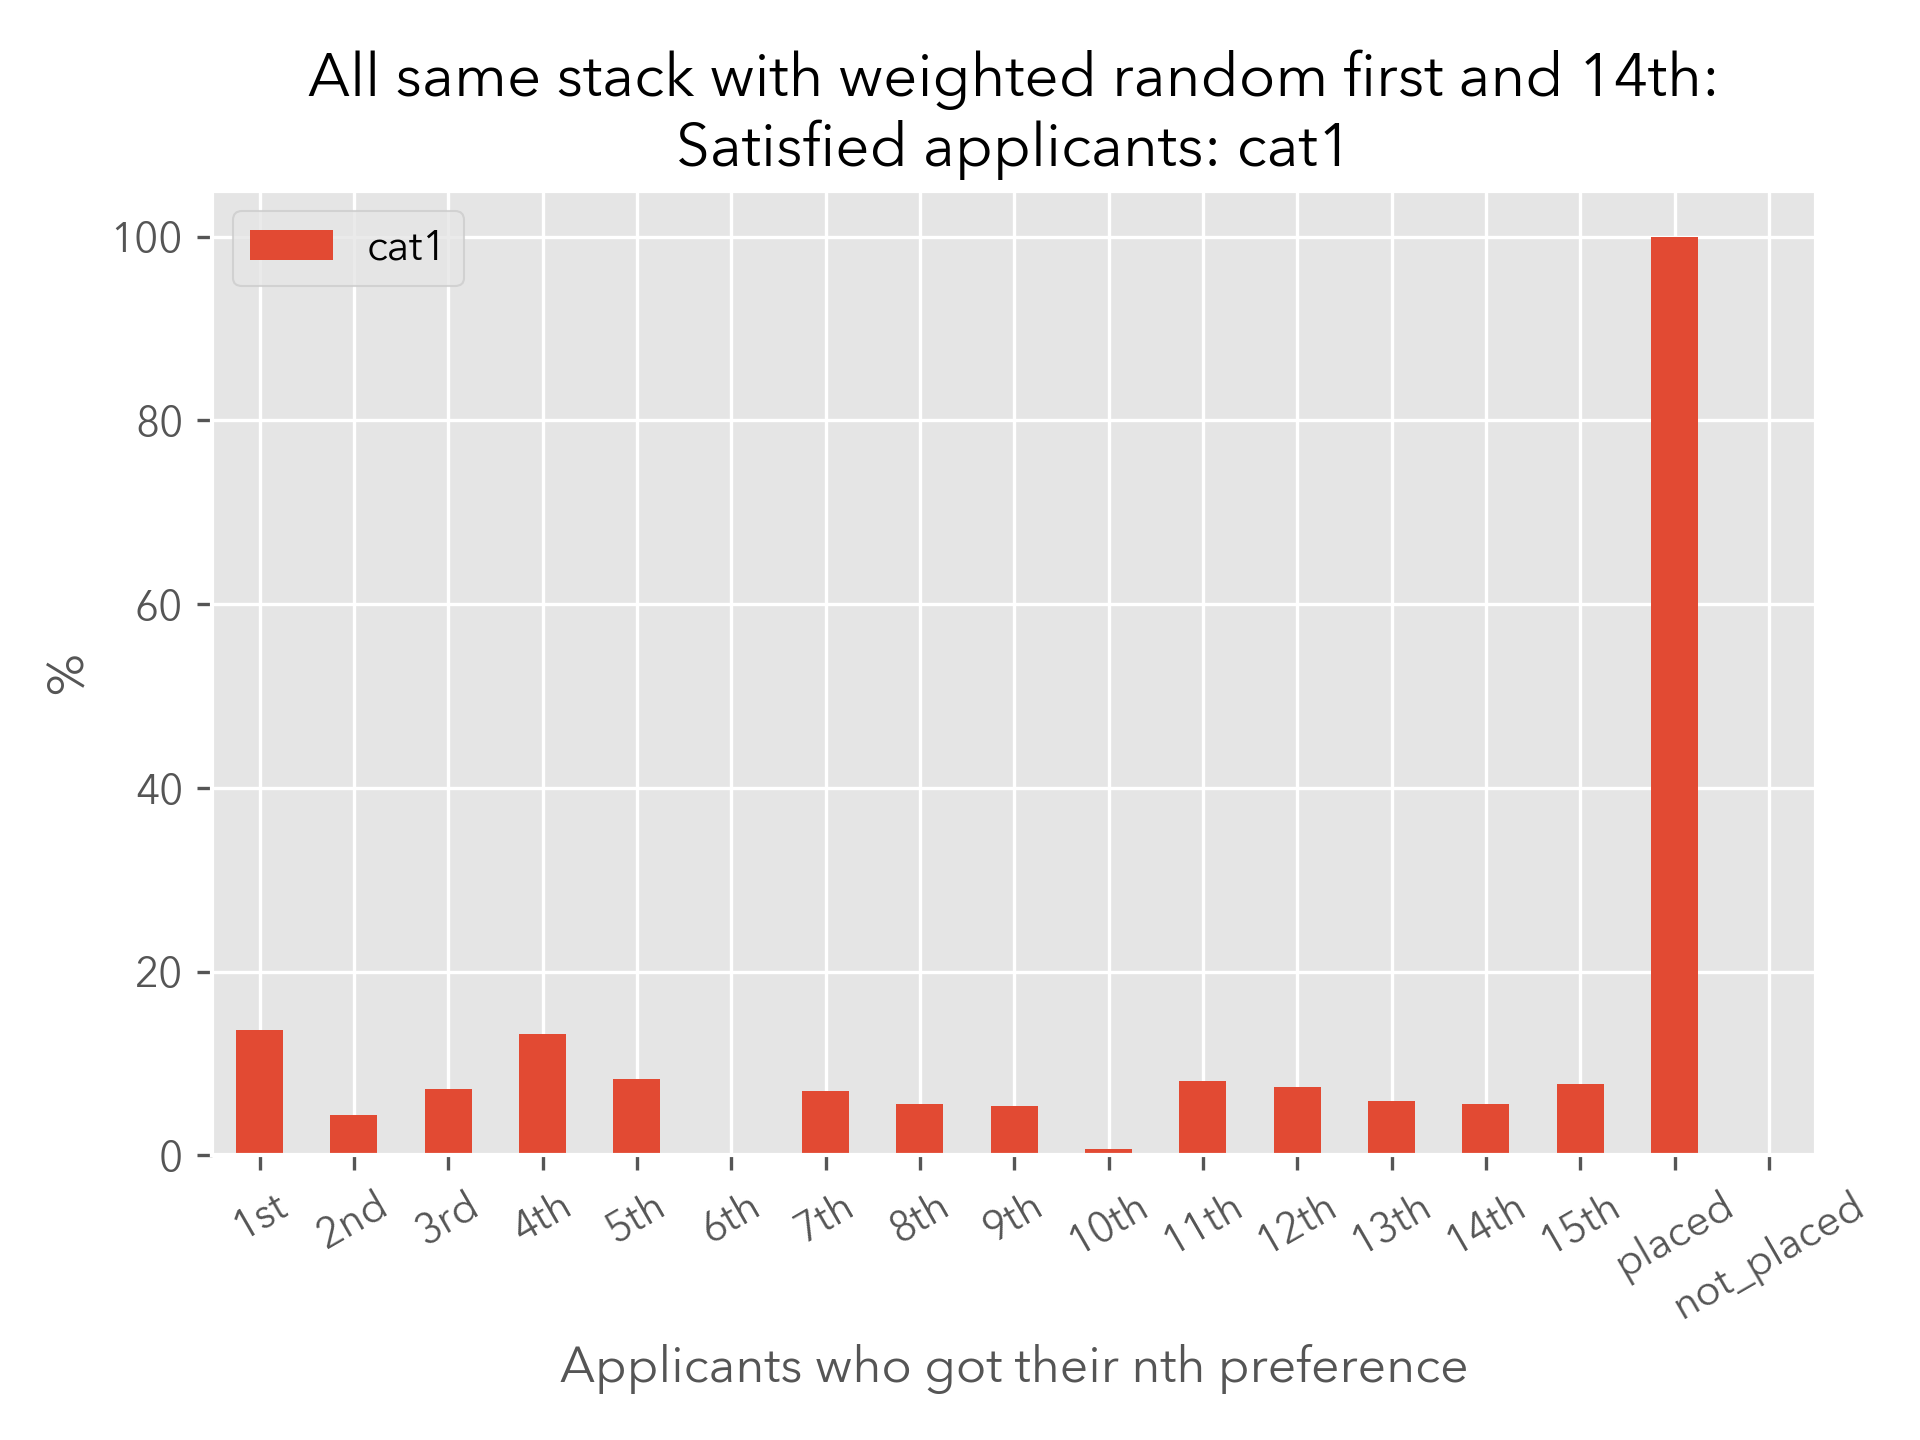 All same stack with weighted random first and 14th:
Satisfied applicants: cat1
cat1
100
80
60
40
20
0
%
1st
2nd
3rd
4th
5th
6th
7th
8th
9th
10th
11th
12th
13th
14th
15th
placed
not_placed
Applicants who got their nth preference